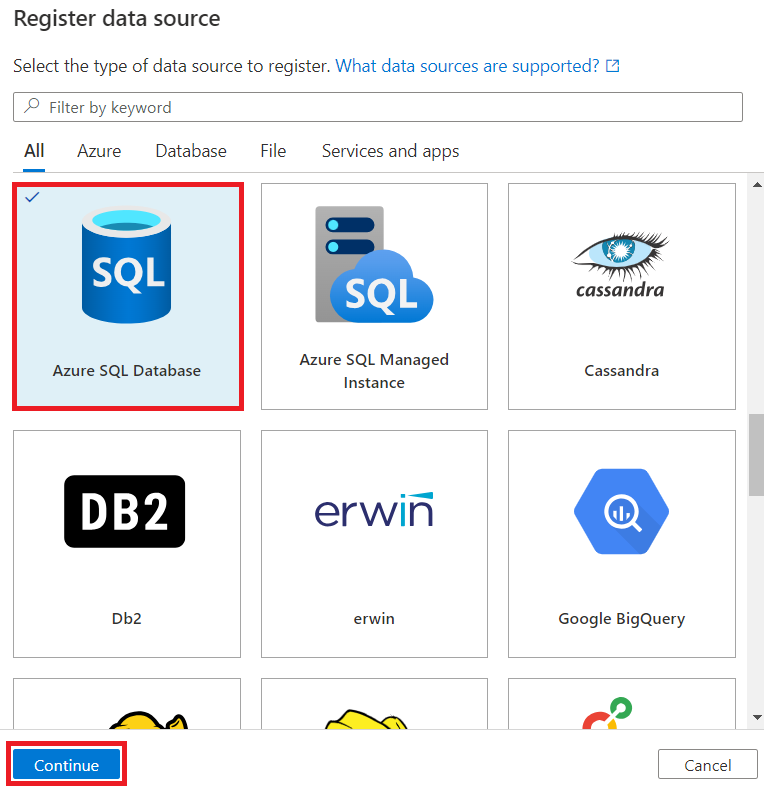 Register data source
Select the type of data source to register. What data sources are supported?
Filter by keyword
All Azure Database File Services and apps
SQL
Azure SQL Database
SQL
Azure SQL Managed
Instance
cassandra
Cassandra
DB2
Db2
erwin
erwin
Google BigQuery
Continue Cancel